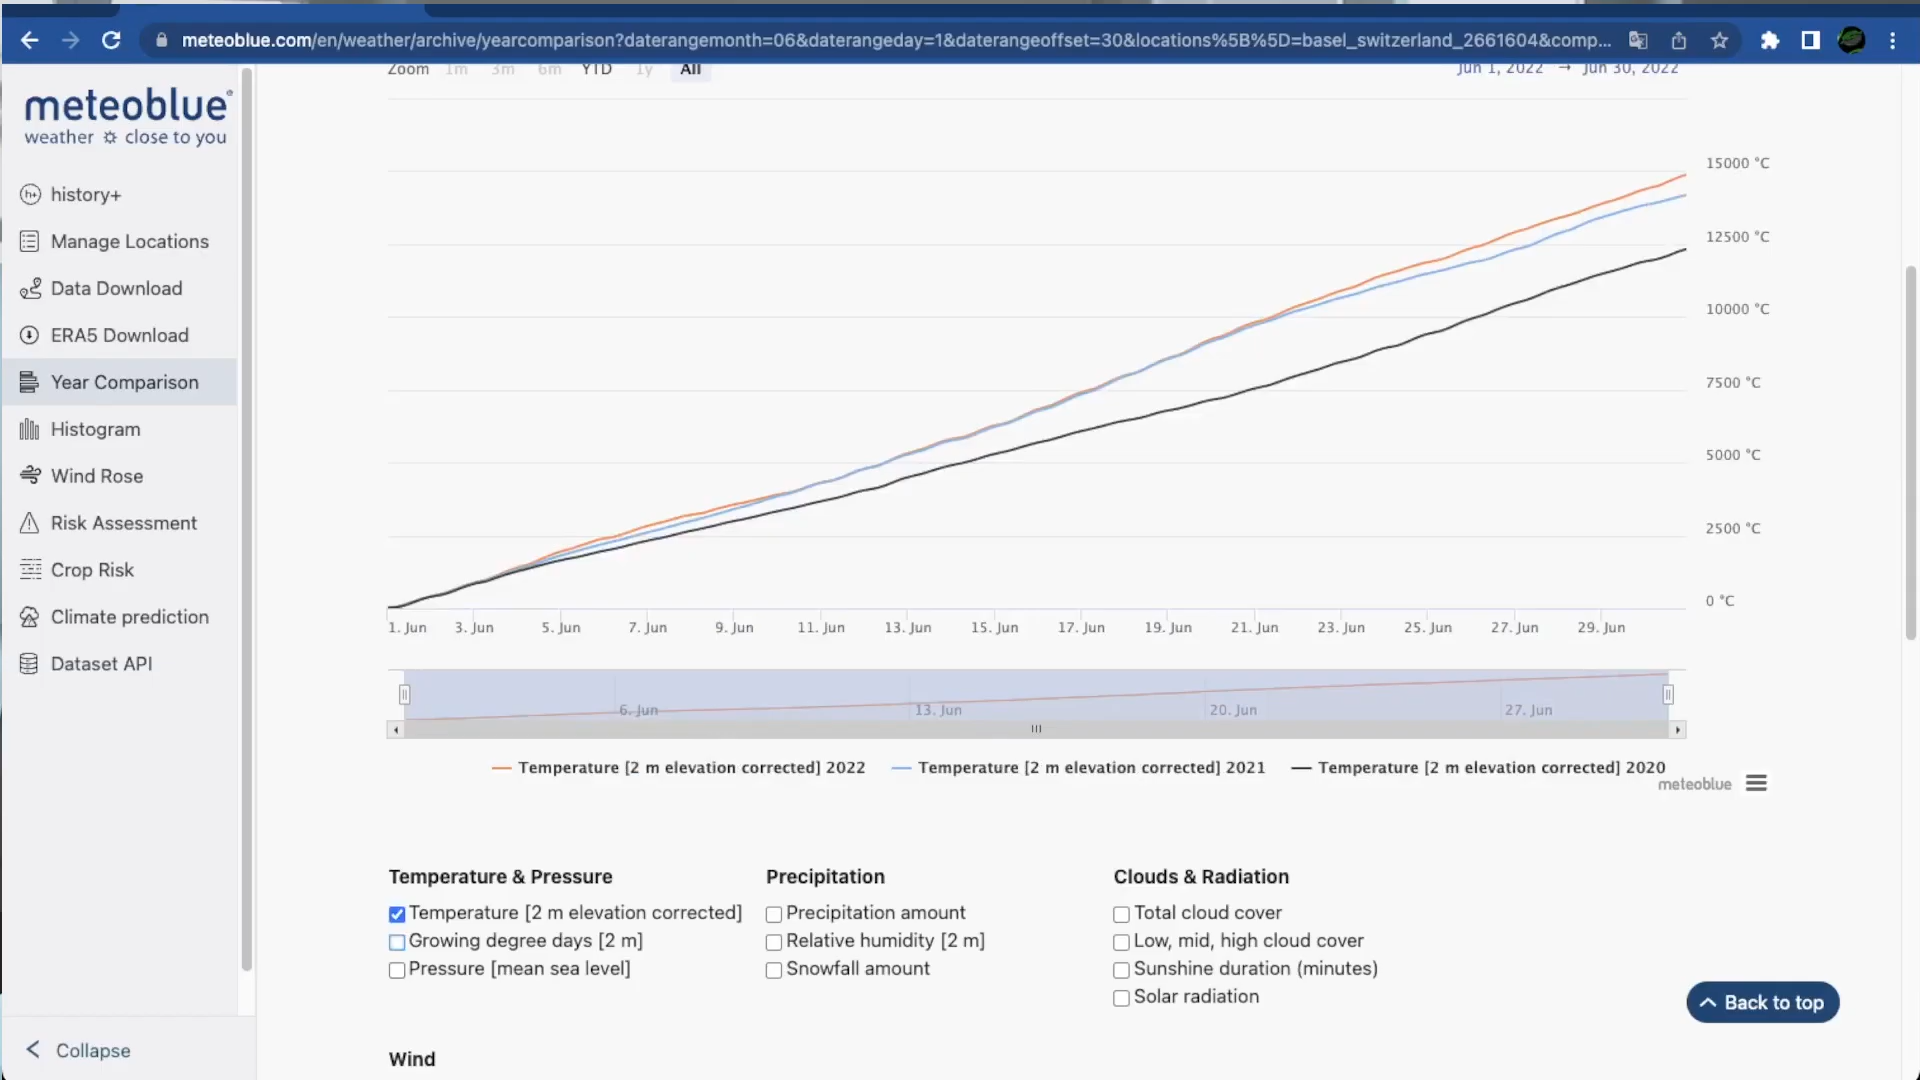 meteoblue.com/en/weather/archive/yearcomparison?daterangemonth=06&daterangeday=1&daterangeoffset=30&locations%5B%5D=basel_switzerland_2661604&comp...
Zoom 1m 3m 6m YTD 1y All
Jun 1, 2022 → Jun 30, 2022
meteoblue
weather close to you
history+
Manage Locations
Data Download
ERA5 Download
Year Comparison
Histogram
Wind Rose
Risk Assessment
Crop Risk
Climate prediction
Dataset API
Collapse
15000 °C
12500 °C
10000 °C
7500 °C
5000 °C
2500 °C
0 °C
1. Jun 3. Jun 5. Jun 7. Jun 9. Jun 11. Jun 13. Jun 15. Jun 17. Jun 19. Jun 21. Jun 23. Jun 25. Jun 27. Jun 29. Jun
6. Jun 13. Jun 20. Jun 27. Jun
Temperature [2 m elevation corrected] 2022 Temperature [2 m elevation corrected] 2021 Temperature [2 m elevation corrected] 2020
meteoblue
Temperature & Pressure
Temperature [2 m elevation corrected]
Growing degree days [2 m]
Pressure [mean sea level]
Precipitation
Precipitation amount
Relative humidity [2 m]
Snowfall amount
Clouds & Radiation
Total cloud cover
Low, mid, high cloud cover
Sunshine duration (minutes)
Solar radiation
Back to top
Wind